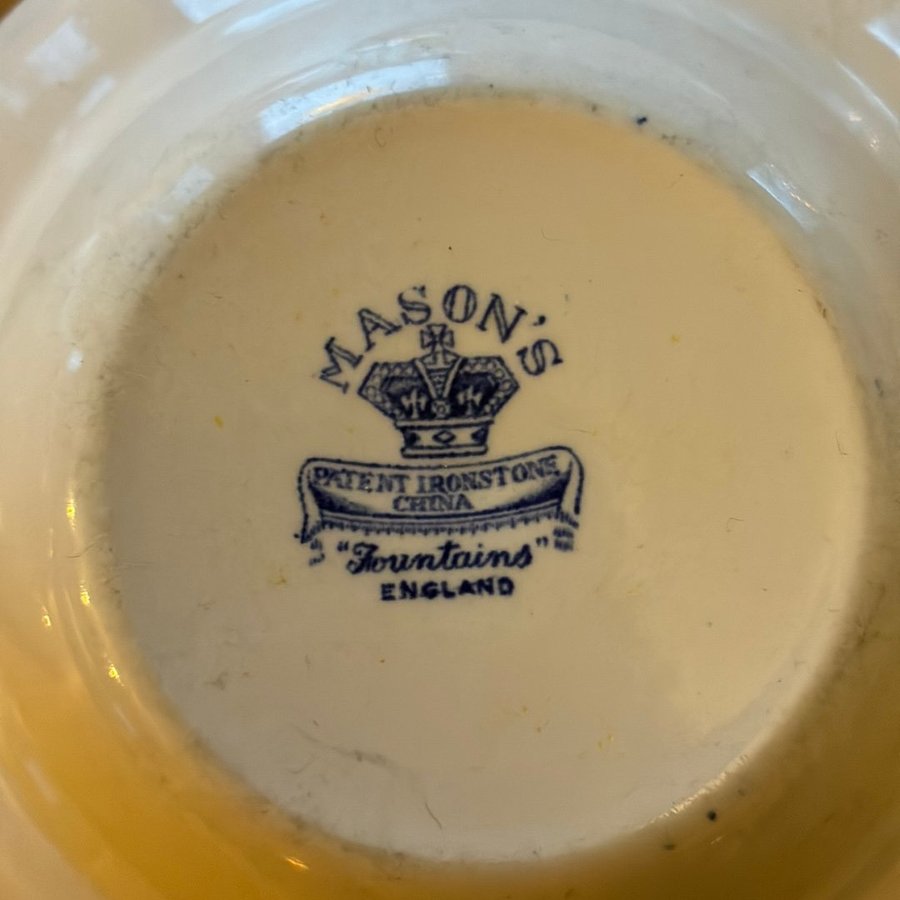 MASON'S
PATENT IRONSTONE
CHINA
"Fountains"
ENGLAND